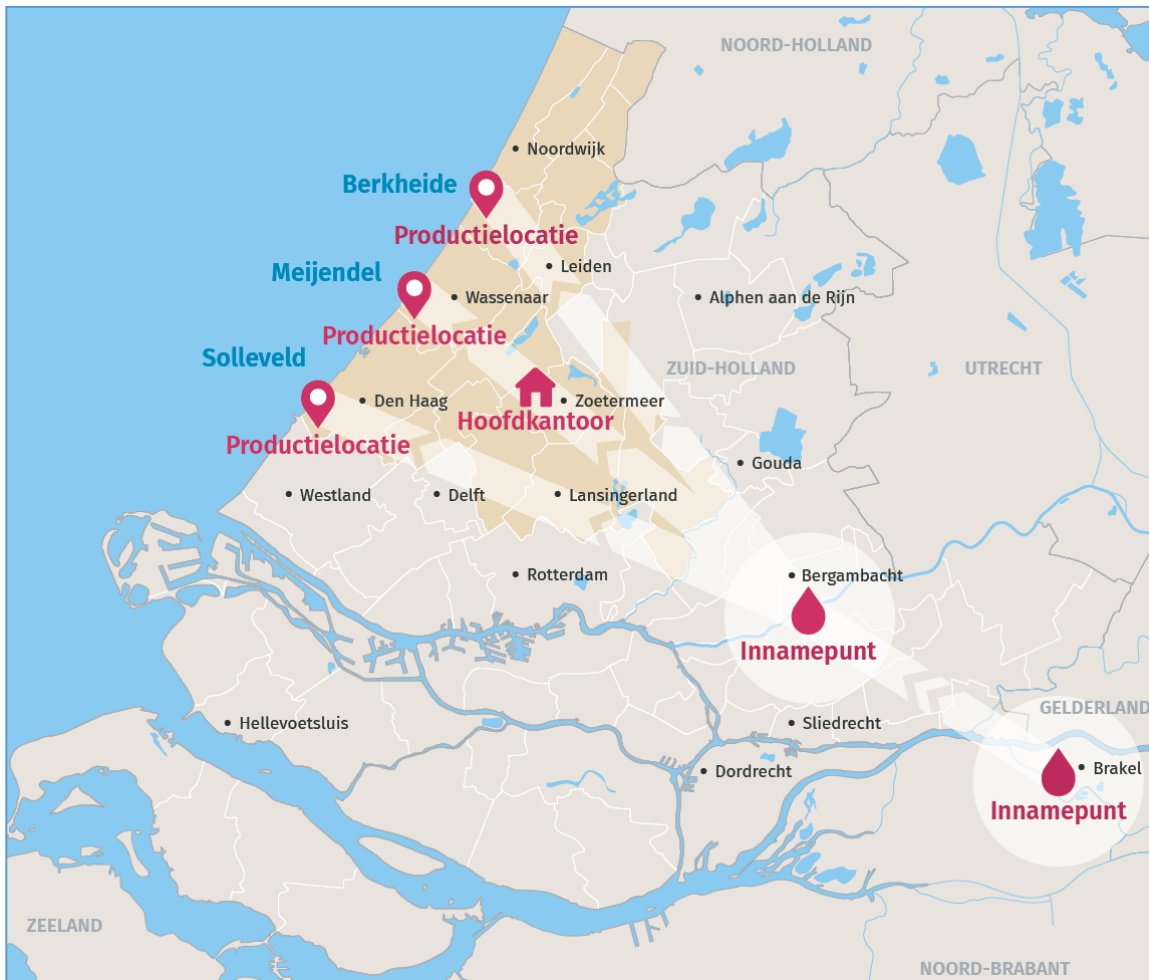 NOORD-HOLLAND
Noordwijk
Berkheide
Productielocatie
Leiden
Meijendel
Wassenaar
Alphen aan de Rijn
Productielocatie
Solleveld
ZUID-HOLLAND
UTRECHT
Den Haag
Zoetermeer
Hoofdkantoor
Productielocatie
Gouda
Westland
Delft
Lansingerland
Rotterdam
Bergambacht
Innamepunt
GELDERLAND
Hellevoetsluis
Sliedrecht
Dordrecht
Brakel
Innamepunt
ZEELAND
NOORD-BRABANT